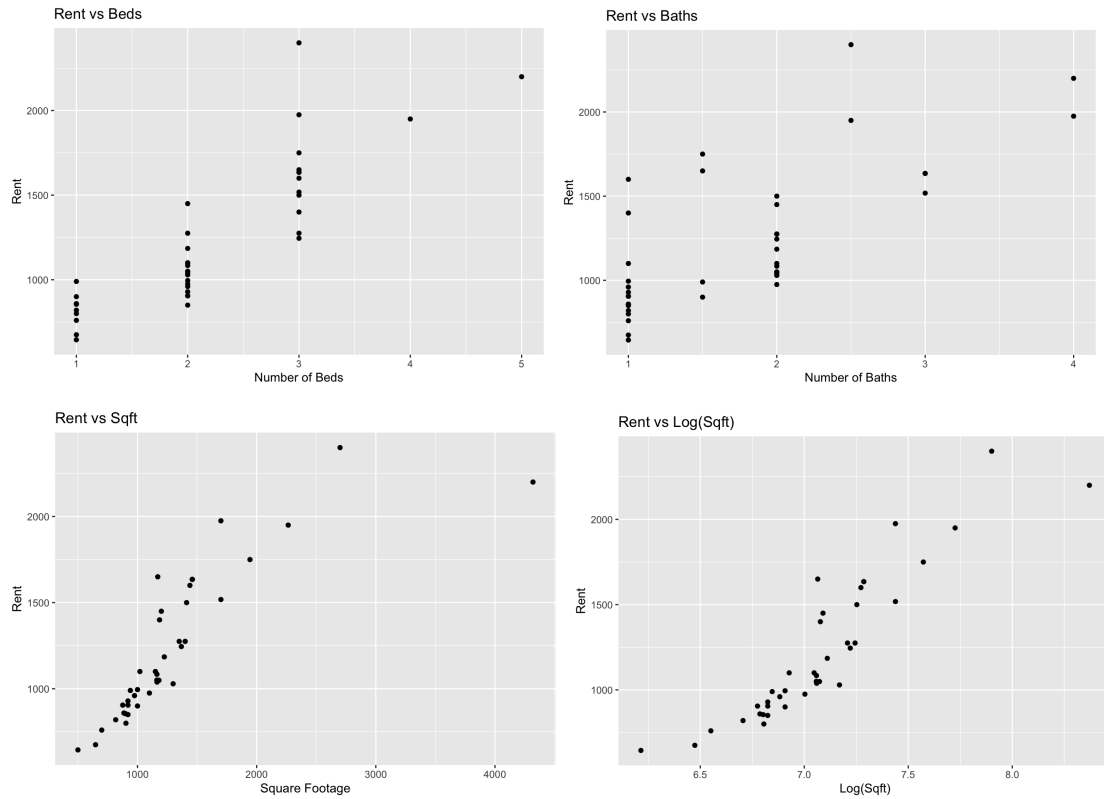 Rent vs Beds
Rent
2000
1500
1000
1 2 3 4 5
Number of Beds
Rent vs Baths
Rent
2000
1500
1000
1 2 3 4
Number of Baths
Rent vs Sqft
Rent
2000
1500
1000
1000 2000 3000 4000
Square Footage
Rent vs Log(Sqft)
Rent
2000
1500
1000
6.5 7.0 7.5 8.0
Log(Sqft)